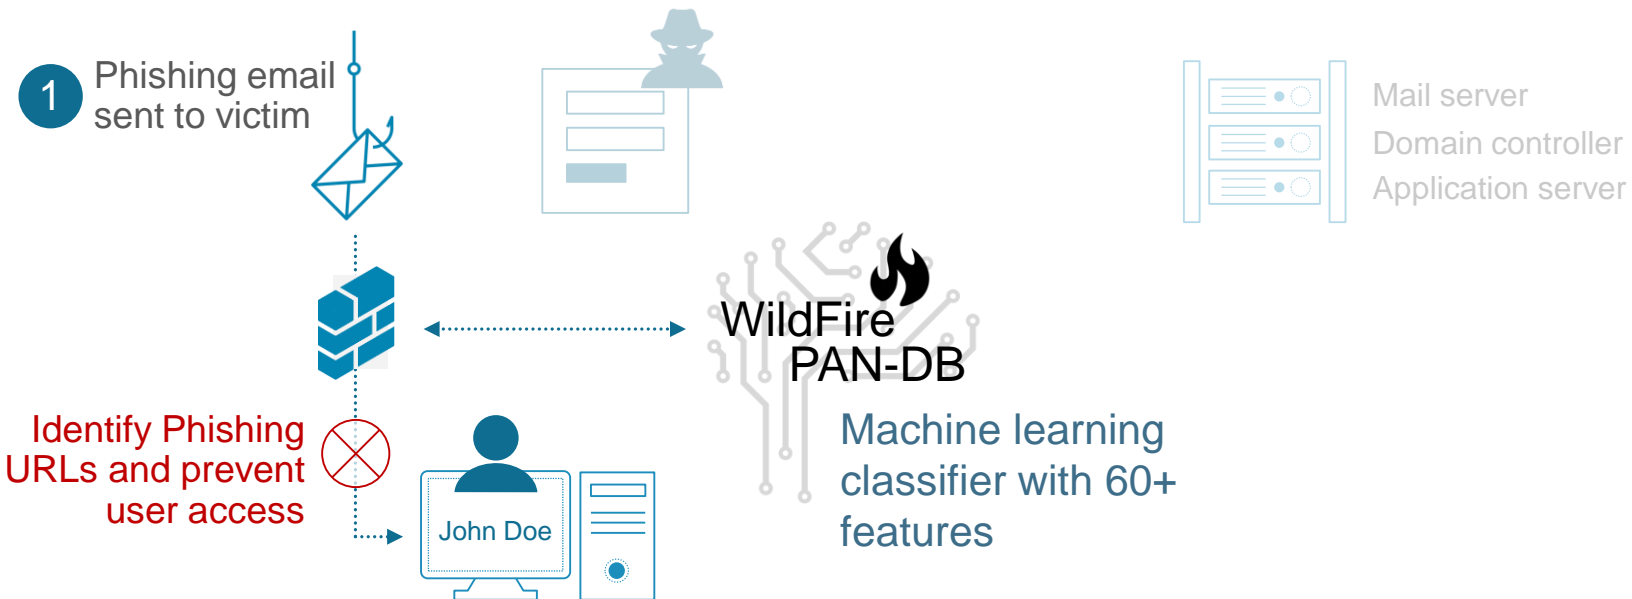 1
Phishing email
sent to victim
Mail server
Domain controller
Application server
WildFire
PAN-DB
Identify Phishing
URLs and prevent
user access
John Doe
Machine learning
classifier with 60+
features